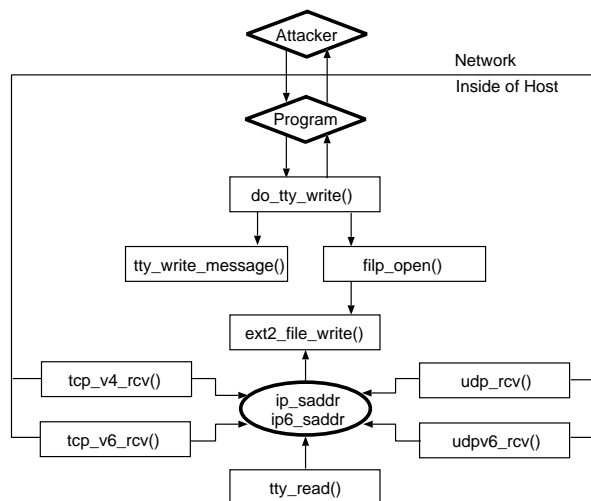 Attacker
Network
Inside of Host
Program
do_tty_write()
tty_write_message()
filp_open()
ext2_file_write()
tcp_v4_rcv()
udp_rcv()
ip_saddr
ip6_saddr
tcp_v6_rcv()
udpv6_rcv()
tty_read()